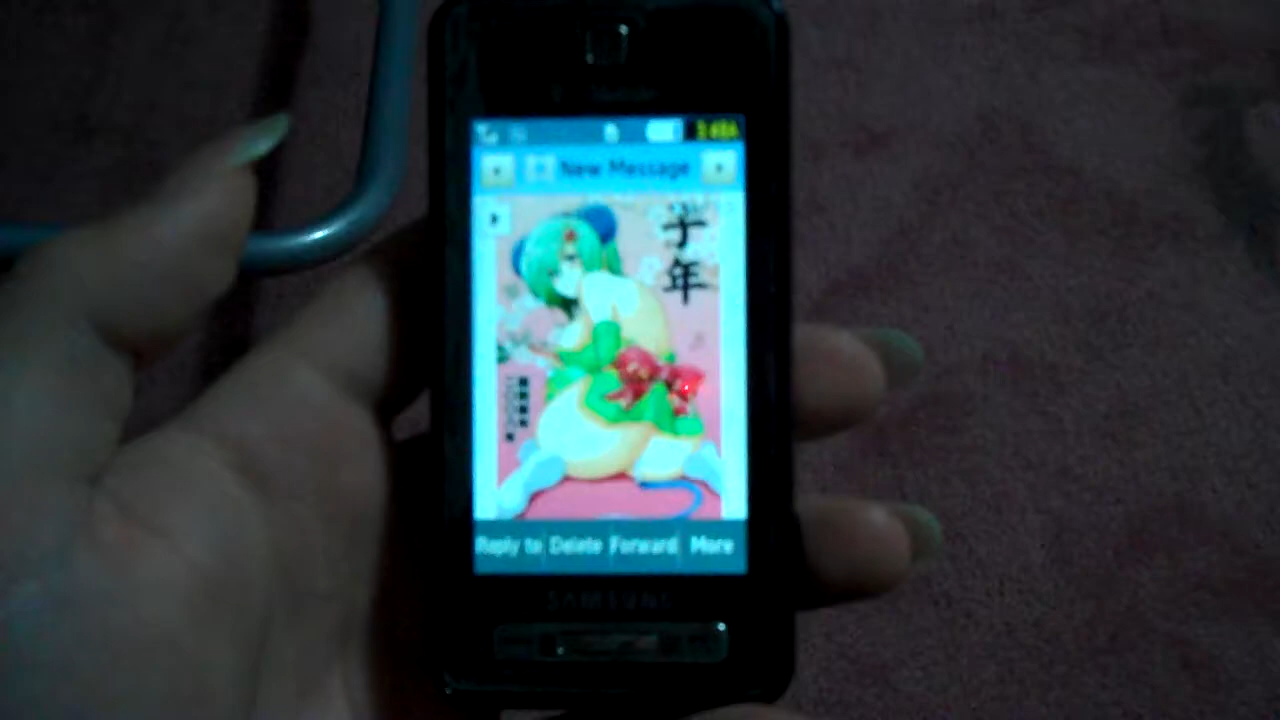 New Message
子年
Reply to
Delete
Forward
More
SAMSUNG